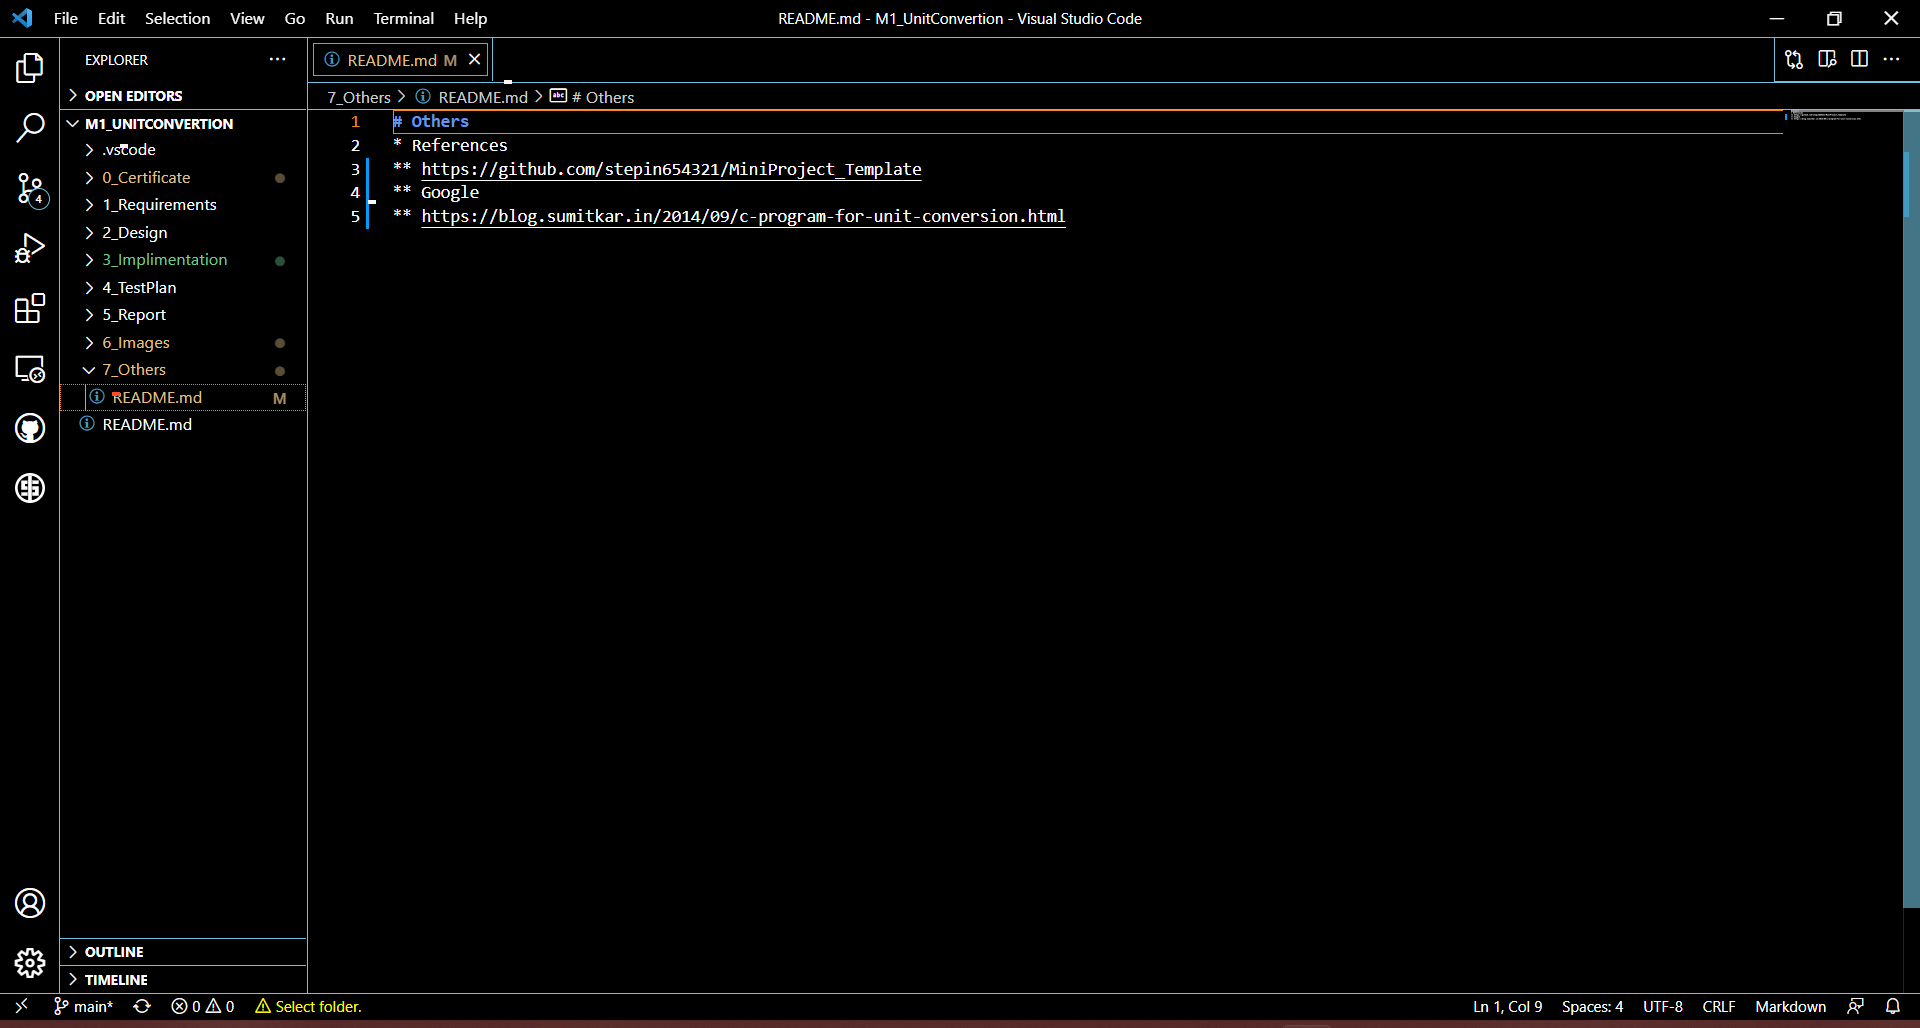 File Edit Selection View Go Run Terminal Help
README.md - M1_UnitConvertion - Visual Studio Code
EXPLORER
OPEN EDITORS
M1_UNITCONVERTION
.vscode
0_Certificate
1_Requirements
2_Design
3_Implimentation
4_TestPlan
5_Report
6_Images
7_Others
README.md M
README.md
OUTLINE
TIMELINE
README.md M
7_Others > README.md > # Others
1 # Others
2 * References
3 ** https://github.com/stepin654321/MiniProject_Template
4 ** Google
5 ** https://blog.sumitkar.in/2014/09/c-program-for-unit-conversion.html
4
main* 0 0 Select folder.
Ln 1, Col 9 Spaces: 4 UTF-8 CRLF Markdown